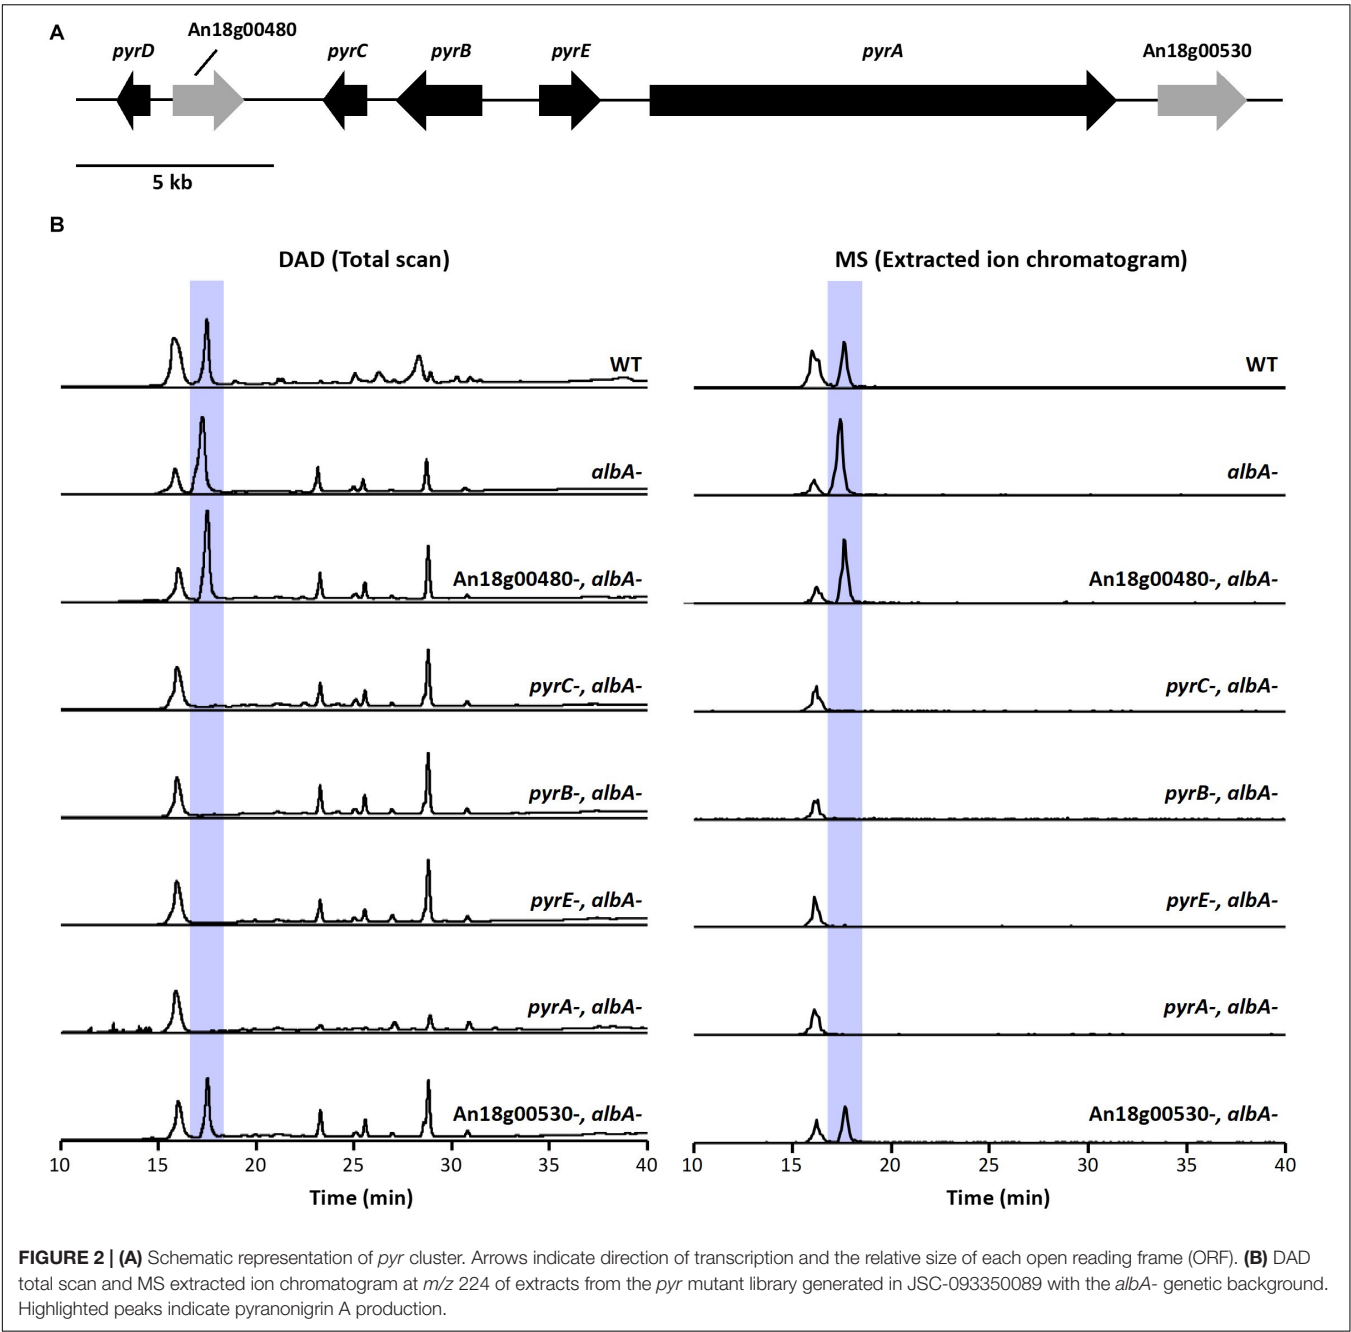 A
An18g00480
pyrD
pyrC
pyrB
pyrE
pyrA
An18g00530
5 kb
B
DAD (Total scan)
MS (Extracted ion chromatogram)
WT
WT
albA-
albA-
An18g00480-, albA-
An18g00480-, albA-
pyrC-, albA-
pyrC-, albA-
pyrB-, albA-
pyrB-, albA-
pyrE-, albA-
pyrE-, albA-
pyrA-, albA-
pyrA-, albA-
An18g00530-, albA-
An18g00530-, albA-
10 15 20 25 30 35 40
10 15 20 25 30 35 40
Time (min)
Time (min)
FIGURE 2 | (A) Schematic representation of pyr cluster. Arrows indicate direction of transcription and the relative size of each open reading frame (ORF). (B) DAD
total scan and MS extracted ion chromatogram at m/z 224 of extracts from the pyr mutant library generated in JSC-093350089 with the albA- genetic background.
Highlighted peaks indicate pyranonigrin A production.